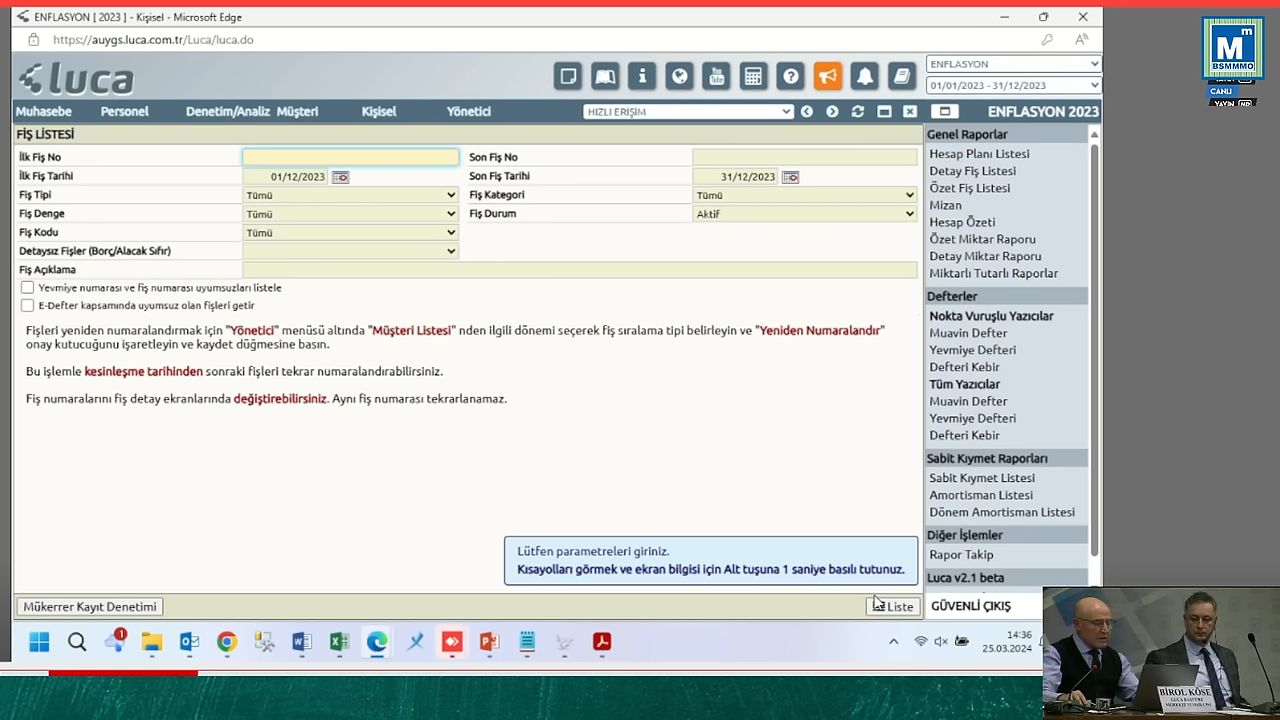 ENFLASYON [ 2023 ] - Kişisel - Microsoft Edge
https://auygs.luca.com.tr/Luca/luca.do
luca
ENFLASYON
01/01/2023 - 31/12/2023
Muhasebe Personel Denetim/Analiz Müşteri Kişisel Yönetici HIZLI ERİŞİM ENFLASYON 2023
FİŞ LİSTESİ
İlk Fiş No Son Fiş No
İlk Fiş Tarihi 01/12/2023 Son Fiş Tarihi 31/12/2023
Fiş Tipi Tümü Fiş Kategori Tümü
Fiş Denge Tümü Fiş Durum Aktif
Fiş Kodu Tümü
Detaysız Fişler (Borç/Alacak Sıfır)
Fiş Açıklama
Yevmiye numarası ve fiş numarası uyumsuzları listele
E-Defter kapsamında uyumsuz olan fişleri getir
Fişleri yeniden numaralandırmak için "Yönetici" menüsü altında "Müşteri Listesi" nden ilgili dönemi seçerek fiş sıralama tipi belirleyin ve "Yeniden Numaralandır"
onay kutucuğunu işaretleyin ve kaydet düğmesine basın.
Bu işlemle kesinleşme tarihinden sonraki fişleri tekrar numaralandırabilirsiniz.
Fiş numaralarını fiş detay ekranlarında değiştirebilirsiniz. Aynı fiş numarası tekrarlanamaz.
Lütfen parametreleri giriniz.
Kısayolları görmek ve ekran bilgisi için Alt tuşuna 1 saniye basılı tutunuz.
Mükerrer Kayıt Denetimi Liste
Genel Raporlar
Hesap Planı Listesi
Detay Fiş Listesi
Özet Fiş Listesi
Mizan
Hesap Özeti
Özet Miktar Raporu
Detay Miktar Raporu
Miktarlı Tutarlı Raporlar
Defterler
Nokta Vuruşlu Yazıcılar
Muavin Defter
Yevmiye Defteri
Defteri Kebir
Tüm Yazıcılar
Muavin Defter
Yevmiye Defteri
Defteri Kebir
Sabit Kıymet Raporları
Sabit Kıymet Listesi
Amortisman Listesi
Dönem Amortisman Listesi
Diğer İşlemler
Rapor Takip
Luca v2.1 beta
GÜVENLİ ÇIKIŞ
1
14:36
25.03.2024
Mm
BSMMMO
CANLI
YAYIN HD
BİROL KÖSE